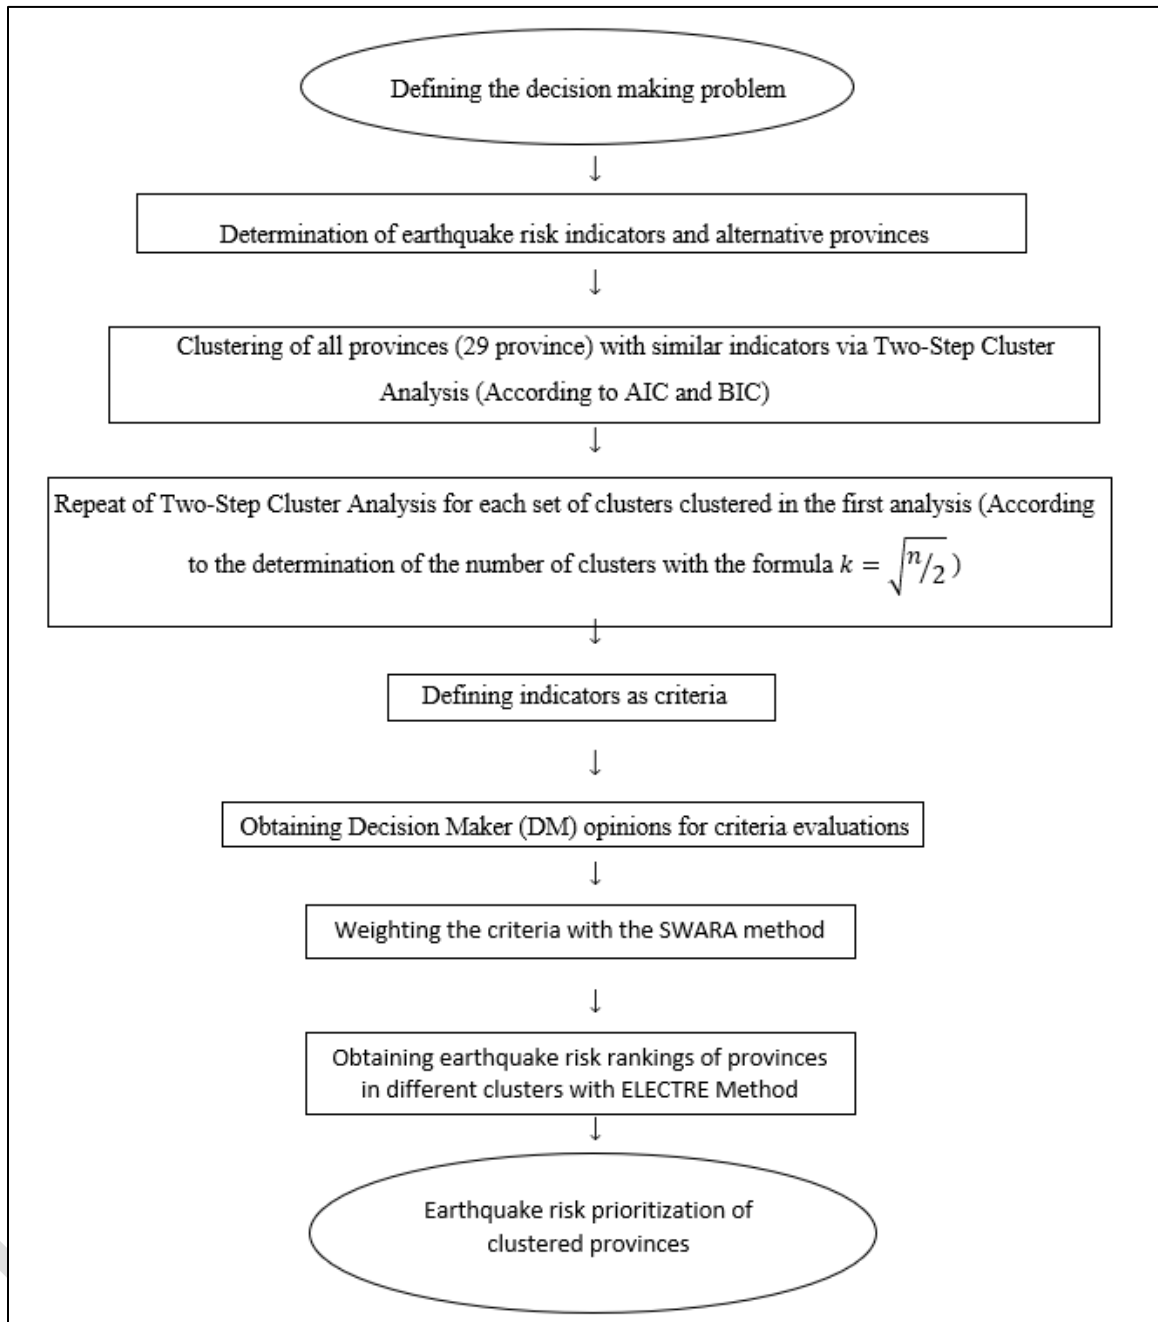 Defining the decision making problem
↓
Determination of earthquake risk indicators and alternative provinces
↓
Clustering of all provinces (29 province) with similar indicators via Two-Step Cluster
Analysis (According to AIC and BIC)
↓
Repeat of Two-Step Cluster Analysis for each set of clusters clustered in the first analysis (According
to the determination of the number of clusters with the formula k = √n/2 )
↓
Defining indicators as criteria
↓
Obtaining Decision Maker (DM) opinions for criteria evaluations
↓
Weighting the criteria with the SWARA method
↓
Obtaining earthquake risk rankings of provinces
in different clusters with ELECTRE Method
↓
Earthquake risk prioritization of
clustered provinces